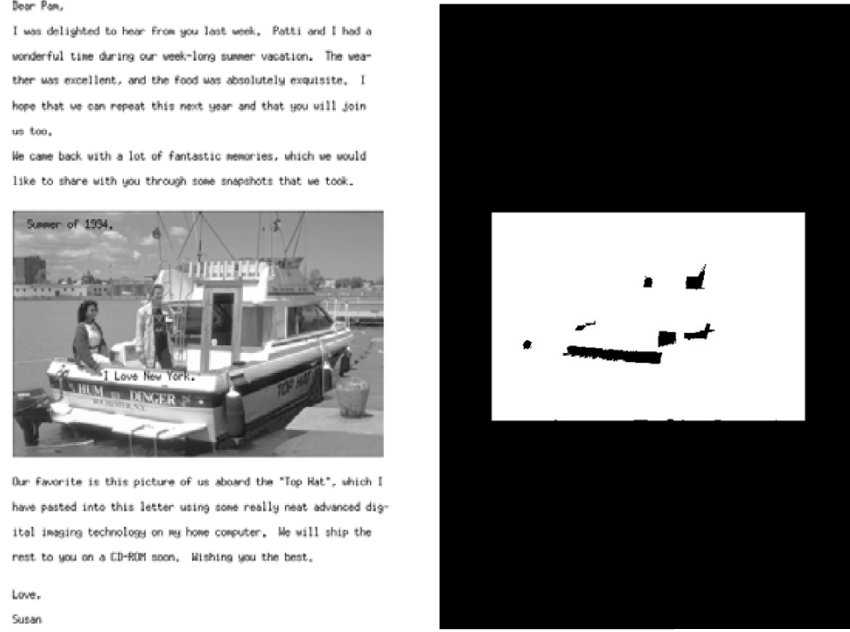 Dear Pam,
I was delighted to hear from you last week. Patti and I had a
wonderful time during our week-long summer vacation. The wea-
ther was excellent, and the food was absolutely exquisite. I
hope that we can repeat this next year and that you will join
us too.
We came back with a lot of fantastic memories, which we would
like to share with you through some snapshots that we took.
Summer of 1994.
I Love New York.
HUM DINGER
ROCHESTER N.Y.
TOP HAT
Our favorite is this picture of us aboard the "Top Hat", which I
have pasted into this letter using some really neat advanced dig-
ital imaging technology on my home computer. We will ship the
rest to you on a CD-ROM soon. Wishing you the best.
Love,
Susan